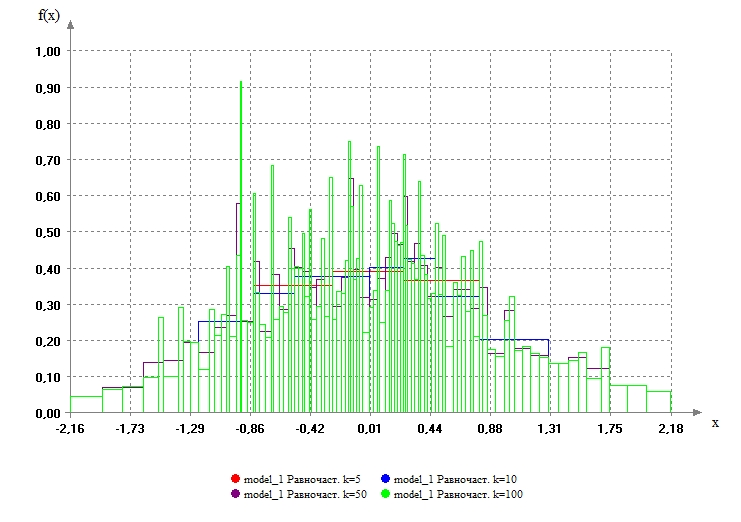 f(x)
1,00
0,90
0,80
0,70
0,60
0,50
0,40
0,30
0,20
0,10
0,00
-2,16 -1,73 -1,29 -0,86 -0,42 0,01 0,44 0,88 1,31 1,75 2,18
x
model_1 Равночаст. k=5 model_1 Равночаст. k=10
model_1 Равночаст. k=50 model_1 Равночаст. k=100